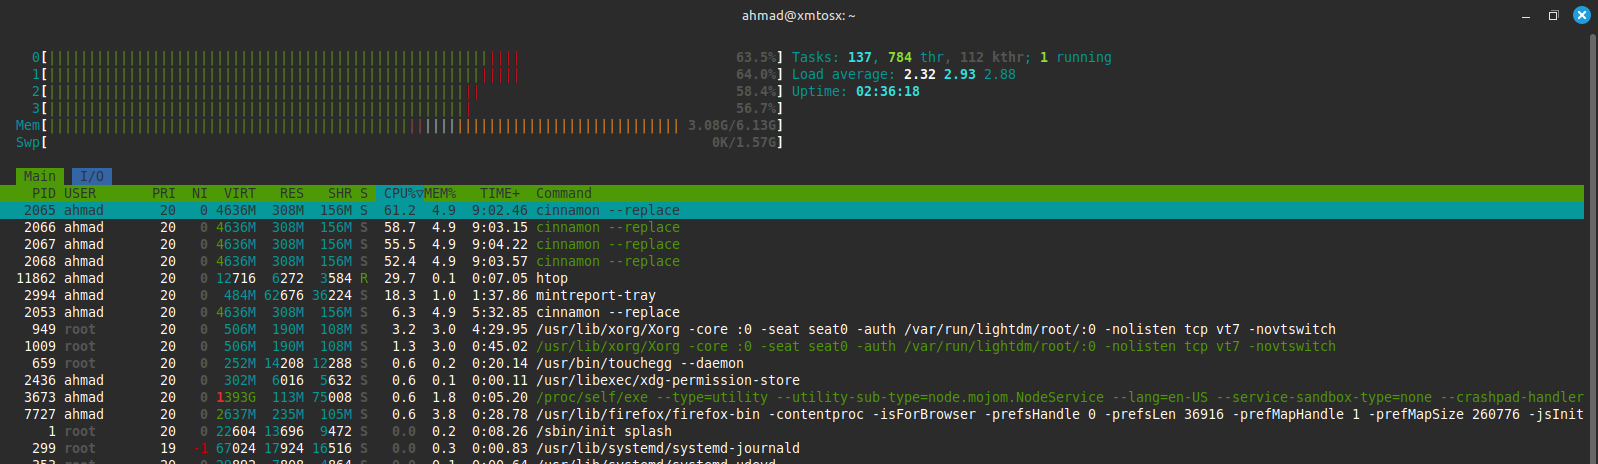 ahmad@xmtosx: ~
0[||||||||||||||||||||||||||||||||||||||||||||||||||||||||||| 63.5%] Tasks: 137, 784 thr, 112 kthr; 1 running
1[||||||||||||||||||||||||||||||||||||||||||||||||||||||||||| 64.0%] Load average: 2.32 2.93 2.88
2[|||||||||||||||||||||||||||||||||||||||||||||||||||||| 58.4%] Uptime: 02:36:18
3[||||||||||||||||||||||||||||||||||||||||||||||||||||| 56.7%]
Mem[||||||||||||||||||||||||||||||||||||||||||||||||||||||||||||||||||||||||||||||| 3.08G/6.13G]
Swp[ 0K/1.57G]
Main I/O
PID USER PRI NI VIRT RES SHR S CPU%▽MEM% TIME+ Command
2065 ahmad 20 0 4636M 308M 156M S 61.2 4.9 9:02.46 cinnamon --replace
2066 ahmad 20 0 4636M 308M 156M S 58.7 4.9 9:03.15 cinnamon --replace
2067 ahmad 20 0 4636M 308M 156M S 55.5 4.9 9:04.22 cinnamon --replace
2068 ahmad 20 0 4636M 308M 156M S 52.4 4.9 9:03.57 cinnamon --replace
11862 ahmad 20 0 12716 6272 3584 R 29.7 0.1 0:07.05 htop
2994 ahmad 20 0 484M 62676 36224 S 18.3 1.0 1:37.86 mintreport-tray
2053 ahmad 20 0 4636M 308M 156M S 6.3 4.9 5:32.85 cinnamon --replace
949 root 20 0 506M 190M 108M S 3.2 3.0 4:29.95 /usr/lib/xorg/Xorg -core :0 -seat seat0 -auth /var/run/lightdm/root/:0 -nolisten tcp vt7 -novtswitch
1009 root 20 0 506M 190M 108M S 1.3 3.0 0:45.02 /usr/lib/xorg/Xorg -core :0 -seat seat0 -auth /var/run/lightdm/root/:0 -nolisten tcp vt7 -novtswitch
659 root 20 0 252M 14208 12288 S 0.6 0.2 0:20.14 /usr/bin/touchegg --daemon
2436 ahmad 20 0 302M 6016 5632 S 0.6 0.1 0:00.11 /usr/libexec/xdg-permission-store
3673 ahmad 20 0 1393G 113M 75008 S 0.6 1.8 0:05.20 /proc/self/exe --type=utility --utility-sub-type=node.mojom.NodeService --lang=en-US --service-sandbox-type=none --crashpad-handler
7727 ahmad 20 0 2637M 235M 105M S 0.6 3.8 0:28.78 /usr/lib/firefox/firefox-bin -contentproc -isForBrowser -prefsHandle 0 -prefsLen 36916 -prefMapHandle 1 -prefMapSize 260776 -jsInit
1 root 20 0 22604 13696 9472 S 0.0 0.2 0:08.26 /sbin/init splash
299 root 19 -1 67024 17924 16516 S 0.0 0.3 0:00.83 /usr/lib/systemd/systemd-journald